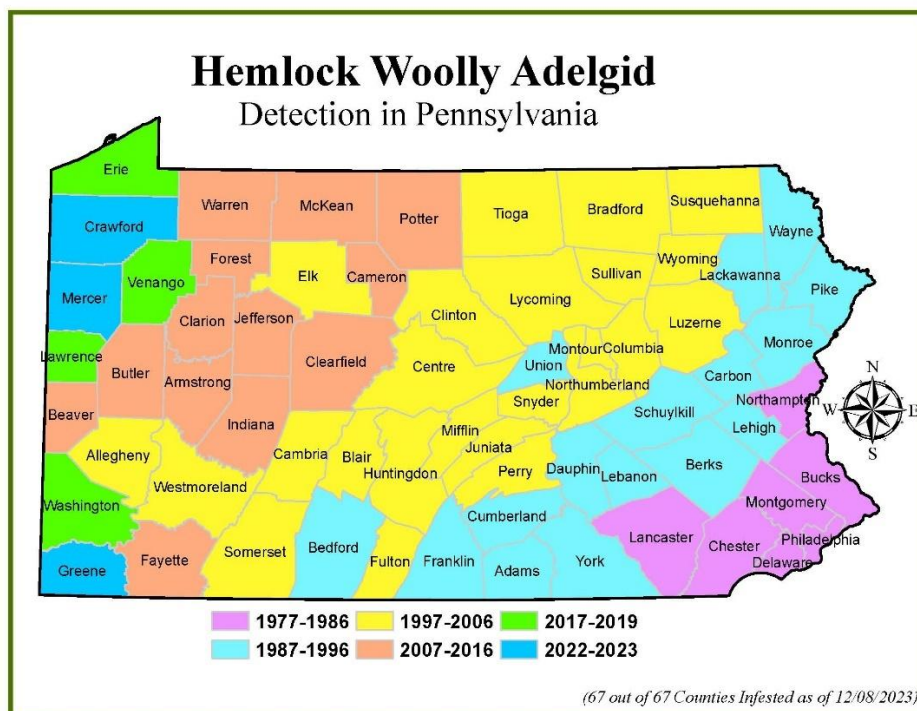 Hemlock Woolly Adelgid
Detection in Pennsylvania
Erie
Crawford
Warren
McKean
Potter
Tioga
Bradford
Susquehanna
Wayne
Mercer
Venango
Forest
Elk
Cameron
Clinton
Lycoming
Sullivan
Wyoming
Lackawanna
Pike
Lawrence
Butler
Clarion
Jefferson
Clearfield
Centre
Union
Montour
Columbia
Luzerne
Monroe
Beaver
Armstrong
Indiana
Northumberland
Snyder
Carbon
Northampton
Schuylkill
Lehigh
Allegheny
Westmoreland
Cambria
Blair
Huntingdon
Mifflin
Juniata
Perry
Dauphin
Lebanon
Berks
Bucks
Washington
Montgomery
Greene
Fayette
Somerset
Bedford
Fulton
Franklin
Cumberland
Adams
York
Lancaster
Chester
Delaware
Philadelphia
N
W
E
S
1977-1986
1997-2006
2017-2019
1987-1996
2007-2016
2022-2023
(67 out of 67 Counties Infested as of 12/08/2023)